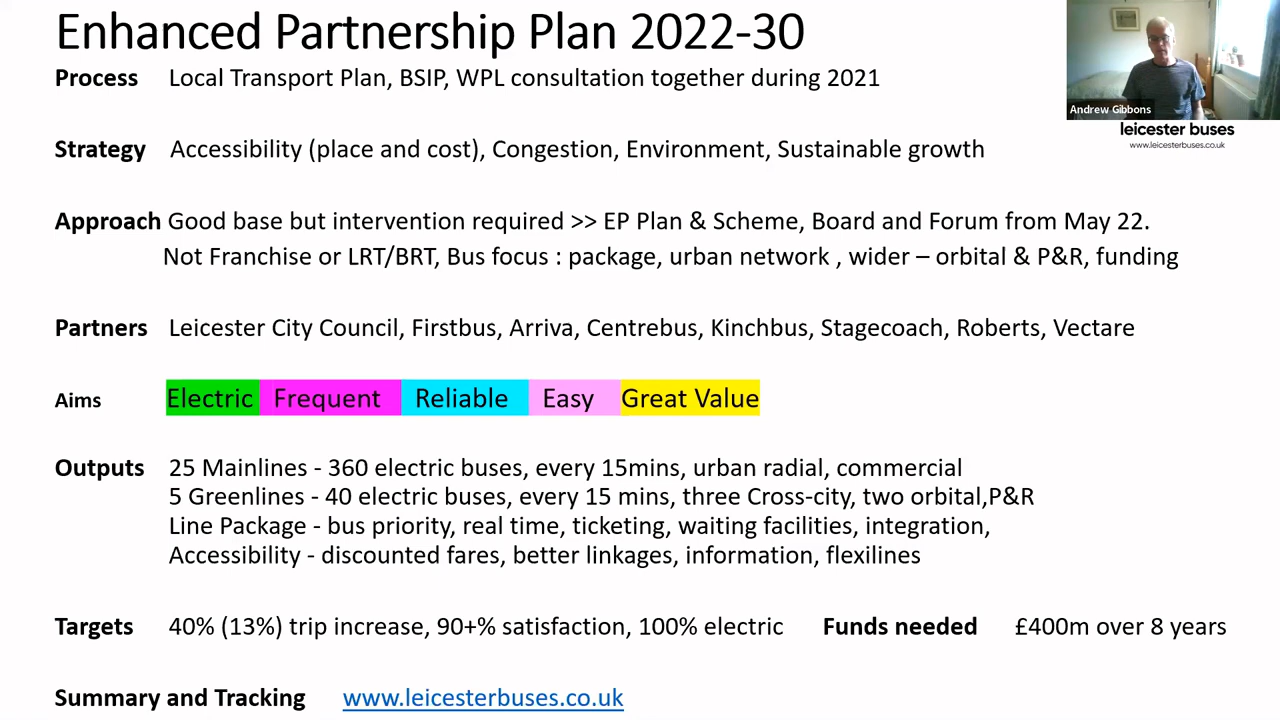 Enhanced Partnership Plan 2022-30
Process Local Transport Plan, BSIP, WPL consultation together during 2021
Andrew Gibbons
leicester buses
www.leicesterbuses.co.uk
Strategy Accessibility (place and cost), Congestion, Environment, Sustainable growth
Approach Good base but intervention required >> EP Plan & Scheme, Board and Forum from May 22.
Not Franchise or LRT/BRT, Bus focus : package, urban network , wider – orbital & P&R, funding
Partners Leicester City Council, Firstbus, Arriva, Centrebus, Kinchbus, Stagecoach, Roberts, Vectare
Aims Electric Frequent Reliable Easy Great Value
Outputs 25 Mainlines - 360 electric buses, every 15mins, urban radial, commercial
5 Greenlines - 40 electric buses, every 15 mins, three Cross-city, two orbital,P&R
Line Package - bus priority, real time, ticketing, waiting facilities, integration,
Accessibility - discounted fares, better linkages, information, flexilines
Targets 40% (13%) trip increase, 90+% satisfaction, 100% electric Funds needed £400m over 8 years
Summary and Tracking www.leicesterbuses.co.uk